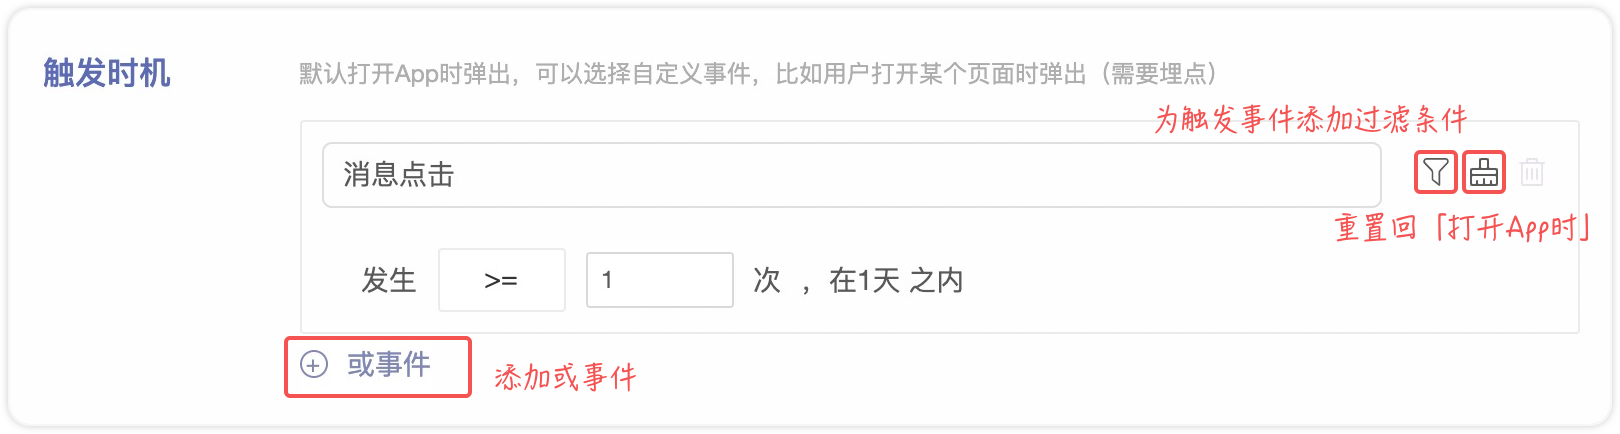 触发时机
默认打开App时弹出，可以选择自定义事件，比如用户打开某个页面时弹出（需要埋点）
为触发事件添加过滤条件
消息点击
重置回「打开App时」
发生 >= 1 次 ，在1天 之内
或事件
添加或事件